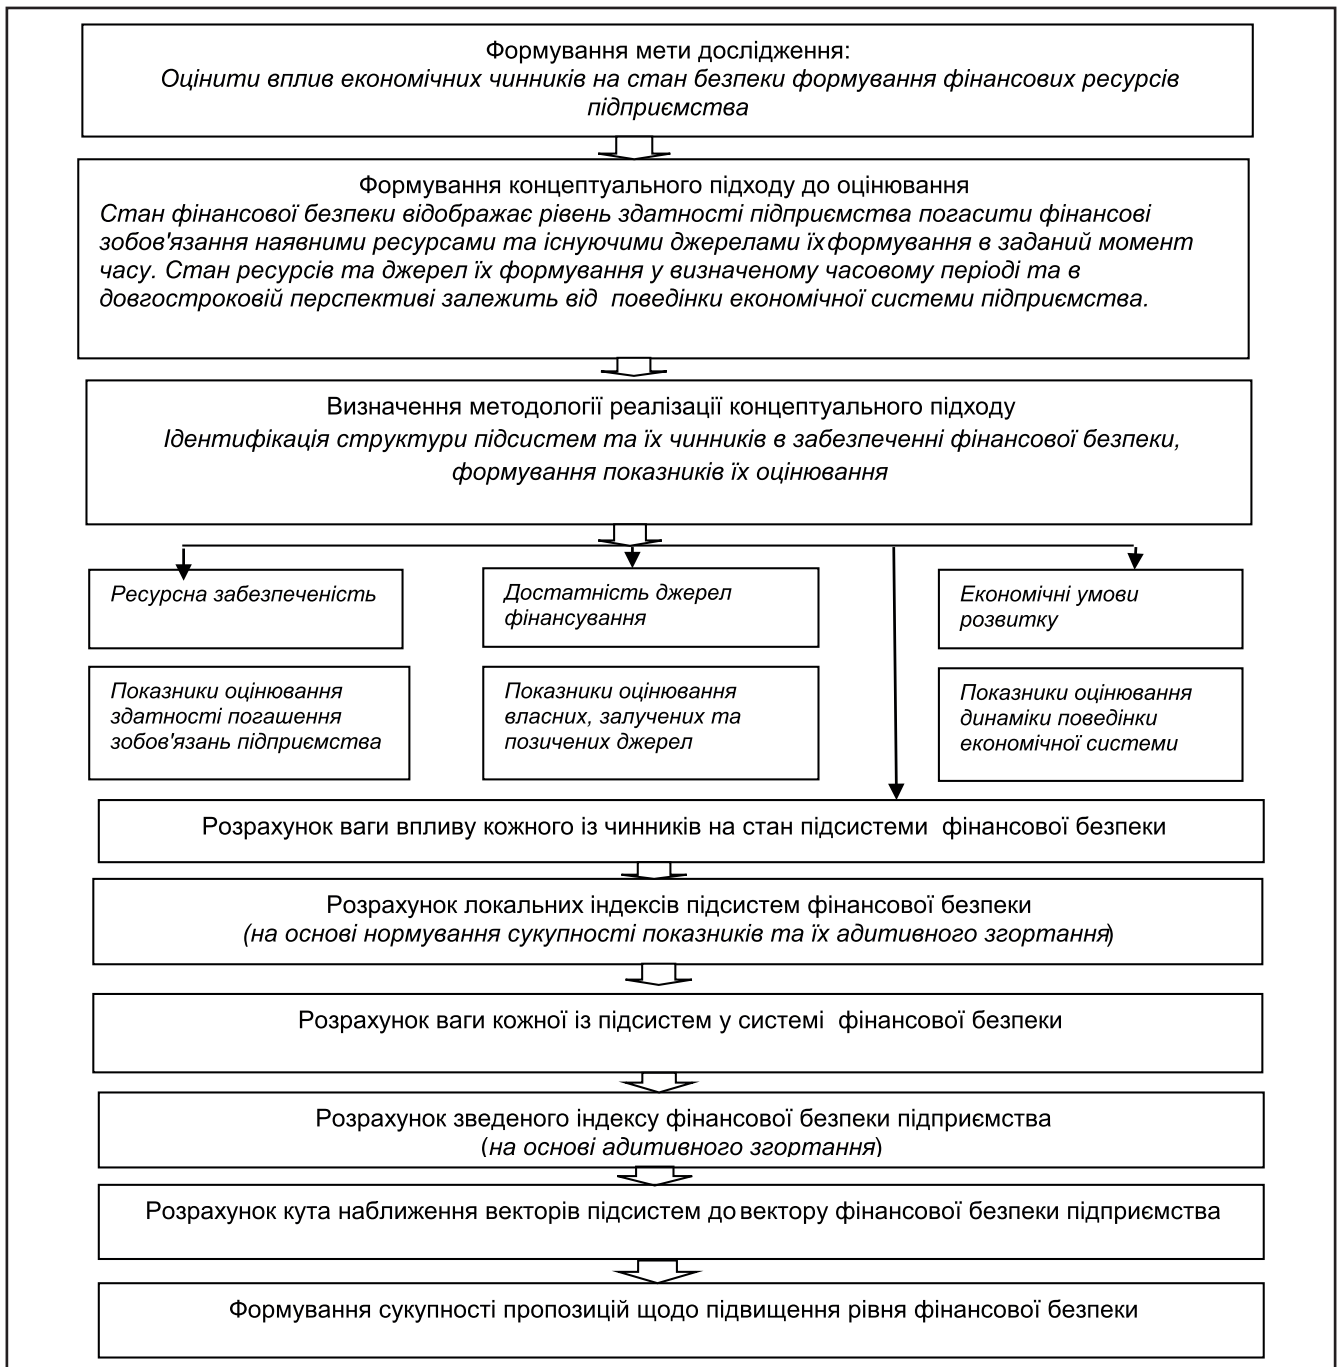 Формування мети дослідження:
Оцінити вплив економічних чинників на стан безпеки формування фінансових ресурсів
підприємства
Формування концептуального підходу до оцінювання
Стан фінансової безпеки відображає рівень здатності підприємства погасити фінансові
зобов'язання наявними ресурсами та існуючими джерелами їх формування в заданий момент
часу. Стан ресурсів та джерел їх формування у визначеному часовому періоді та в
довгостроковій перспективі залежить від поведінки економічної системи підприємства.
Визначення методології реалізації концептуального підходу
Ідентифікація структури підсистем та їх чинників в забезпеченні фінансової безпеки,
формування показників їх оцінювання
Ресурсна забезпеченість
Достатність джерел
фінансування
Економічні умови
розвитку
Показники оцінювання
здатності погашення
зобов'язань підприємства
Показники оцінювання
власних, залучених та
позичених джерел
Показники оцінювання
динаміки поведінки
економічної системи
Розрахунок ваги впливу кожного із чинників на стан підсистеми фінансової безпеки
Розрахунок локальних індексів підсистем фінансової безпеки
(на основі нормування сукупності показників та їх адитивного згортання)
Розрахунок ваги кожної із підсистем у системі фінансової безпеки
Розрахунок зведеного індексу фінансової безпеки підприємства
(на основі адитивного згортання)
Розрахунок кута наближення векторів підсистем до вектору фінансової безпеки підприємства
Формування сукупності пропозицій щодо підвищення рівня фінансової безпеки